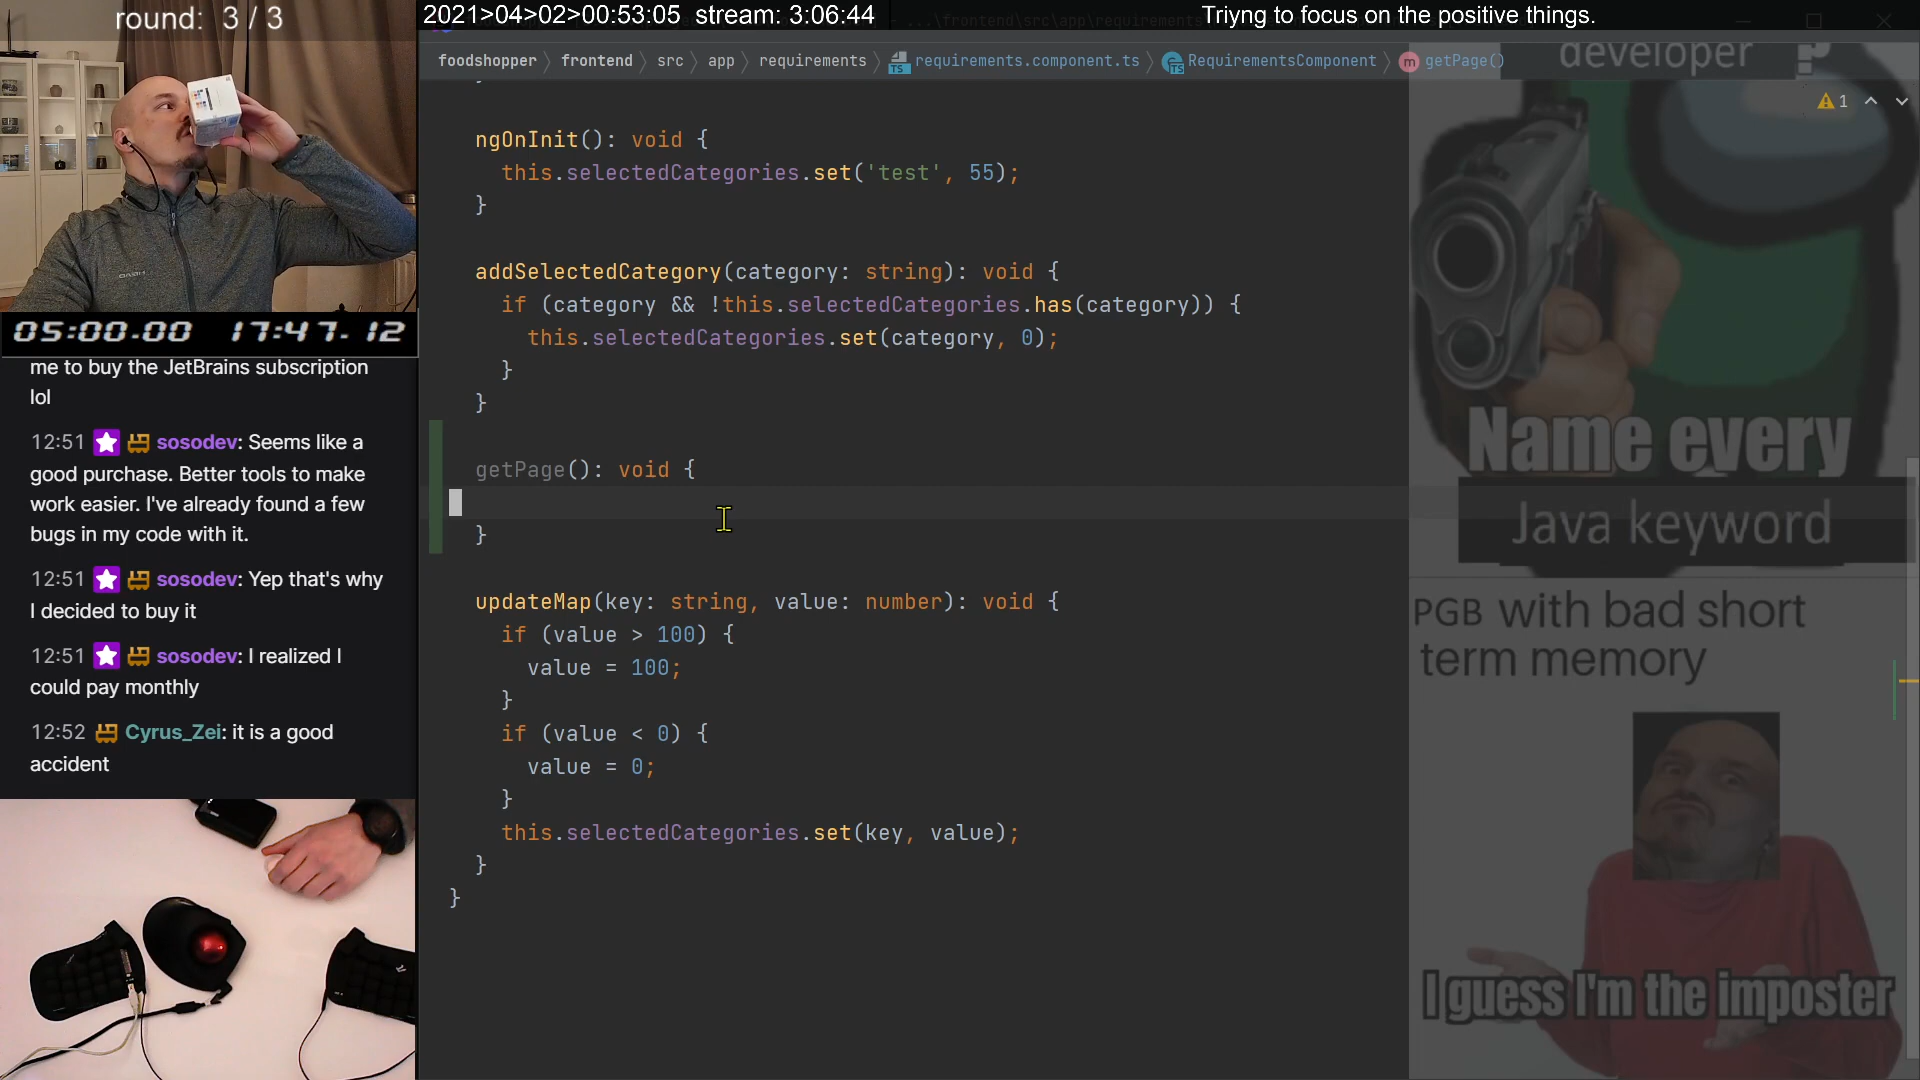 round: 3 / 3
2021>04>02>00:53:05 stream: 3:06:44
...\frontend\src\app\requirements
Triyng to focus on the positive things.
foodshopper
frontend
src
app
requirements
requirements.component.ts
RequirementsComponent
getPage()
1
ngOnInit(): void {
this.selectedCategories.set('test', 55);
}
addSelectedCategory(category: string): void {
if (category && !this.selectedCategories.has(category)) {
this.selectedCategories.set(category, 0);
}
}
getPage(): void {
}
updateMap(key: string, value: number): void {
if (value > 100) {
value = 100;
}
if (value < 0) {
value = 0;
}
this.selectedCategories.set(key, value);
}
}
05:00.00 17:47.12
me to buy the JetBrains subscription
lol
12:51 sosodev: Seems like a
good purchase. Better tools to make
work easier. I've already found a few
bugs in my code with it.
12:51 sosodev: Yep that's why
I decided to buy it
12:51 sosodev: I realized I
could pay monthly
12:52 Cyrus_Zei: it is a good
accident
developer ?
Name every
Java keyword
PGB with bad short
term memory
I guess I'm the imposter